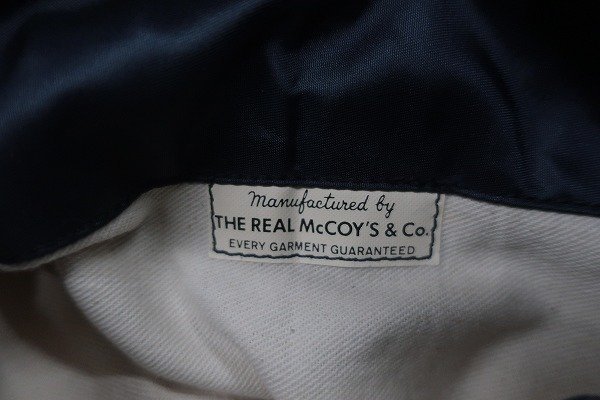 Manufactured by
THE REAL McCOY'S & Co.
EVERY GARMENT GUARANTEED